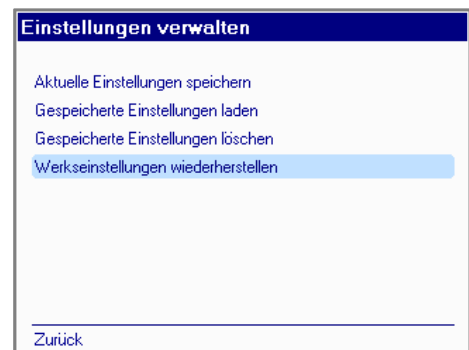 Einstellungen verwalten
Aktuelle Einstellungen speichern
Gespeicherte Einstellungen laden
Gespeicherte Einstellungen löschen
Werkseinstellungen wiederherstellen
Zurück